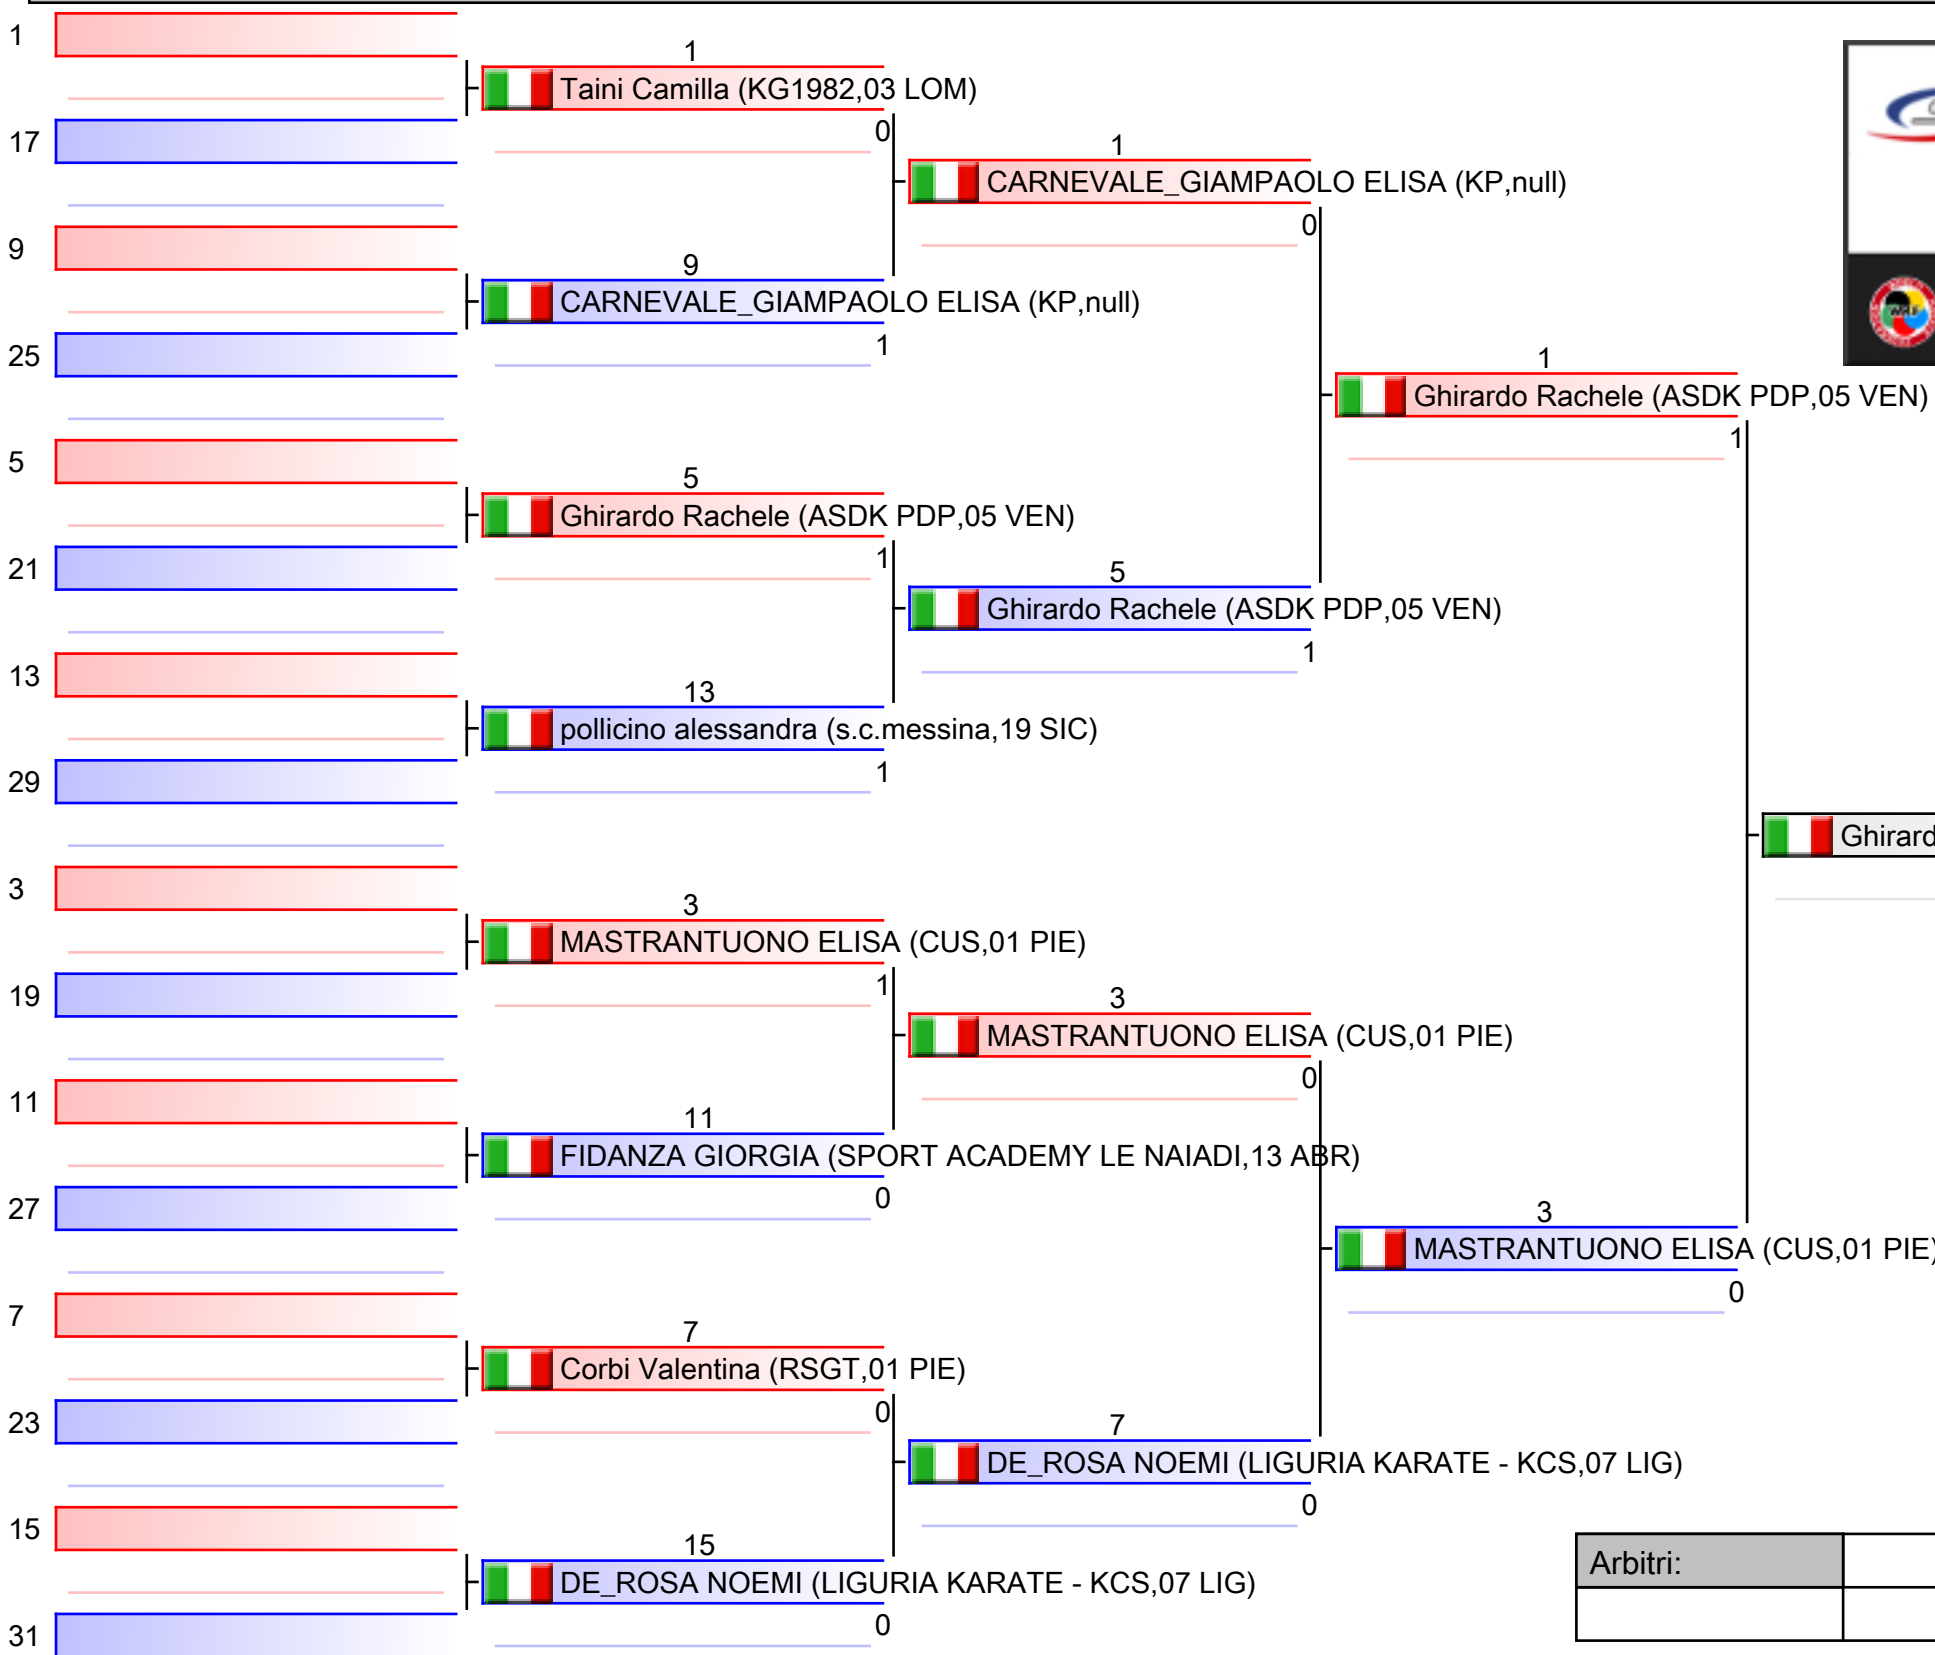 1
17
9
25
5
21
13
29
3
19
11
27
7
23
15
31
1
Taini Camilla (KG1982,03 LOM)
0
9
CARNEVALE_GIAMPAOLO ELISA (KP,null)
1
5
Ghirardo Rachele (ASDK PDP,05 VEN)
1
13
pollicino alessandra (s.c.messina,19 SIC)
1
3
MASTRANTUONO ELISA (CUS,01 PIE)
1
11
FIDANZA GIORGIA (SPORT ACADEMY LE NAIADI,13 ABR)
0
7
Corbi Valentina (RSGT,01 PIE)
0
15
DE_ROSA NOEMI (LIGURIA KARATE - KCS,07 LIG)
0
1
CARNEVALE_GIAMPAOLO ELISA (KP,null)
0
5
Ghirardo Rachele (ASDK PDP,05 VEN)
1
3
MASTRANTUONO ELISA (CUS,01 PIE)
0
7
DE_ROSA NOEMI (LIGURIA KARATE - KCS,07 LIG)
0
1
Ghirardo Rachele (ASDK PDP,05 VEN)
1
3
MASTRANTUONO ELISA (CUS,01 PIE)
0
Ghirard
Arbitri: